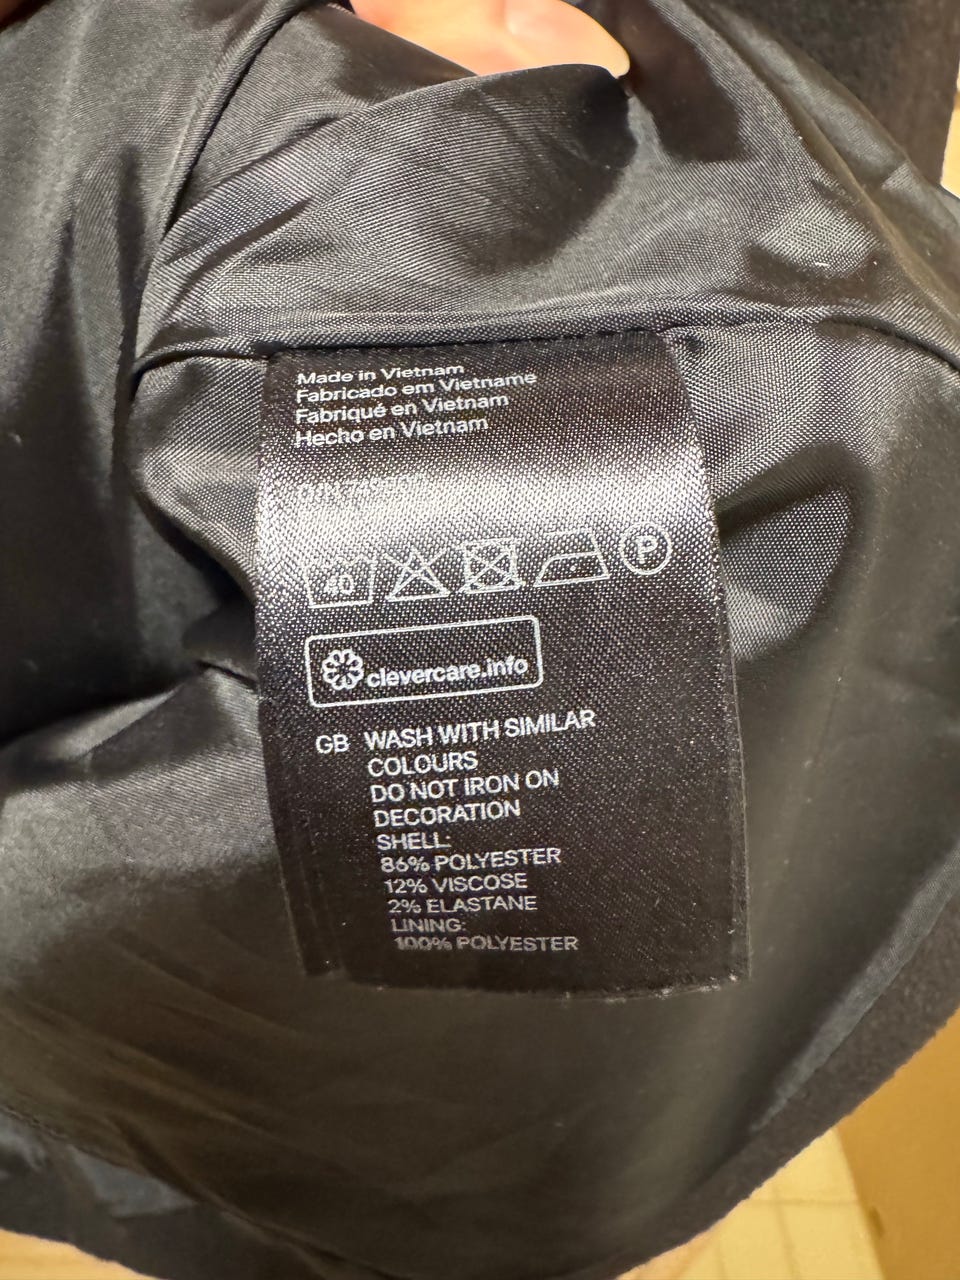 Made in Vietnam
Fabricado em Vietname
Fabriqué en Vietnam
Hecho en Vietnam
40
P
clevercare.info
GB WASH WITH SIMILAR
COLOURS
DO NOT IRON ON
DECORATION
SHELL:
86% POLYESTER
12% VISCOSE
2% ELASTANE
LINING:
100% POLYESTER